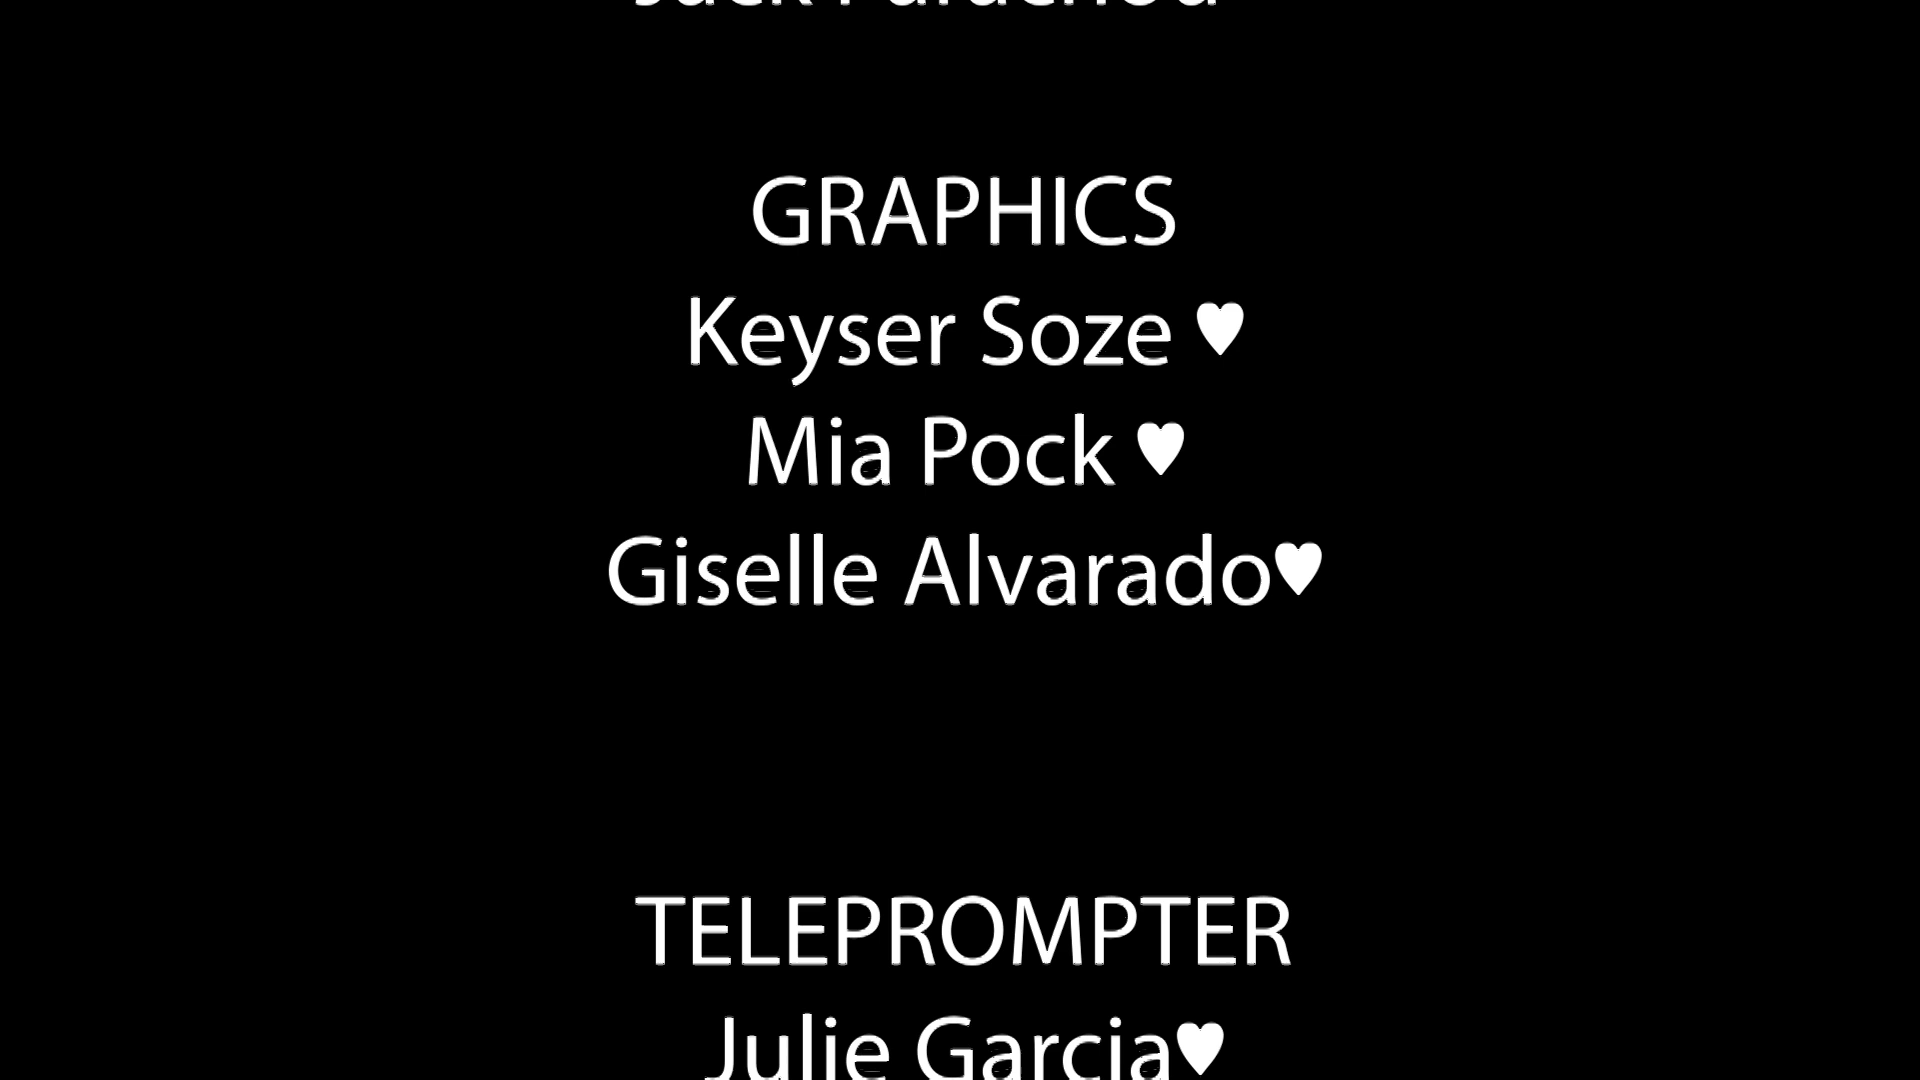 GRAPHICS
Keyser Soze ♥
Mia Pock ♥
Giselle Alvarado♥
TELEPROMPTER
Julie Garcia♥